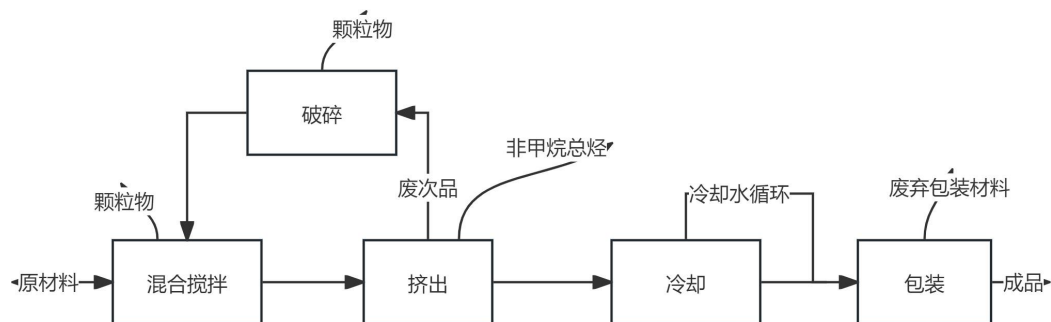 颗粒物
破碎
非甲烷总烃
废次品
颗粒物
冷却水循环
废弃包装材料
原材料
混合搅拌
挤出
冷却
包装
成品